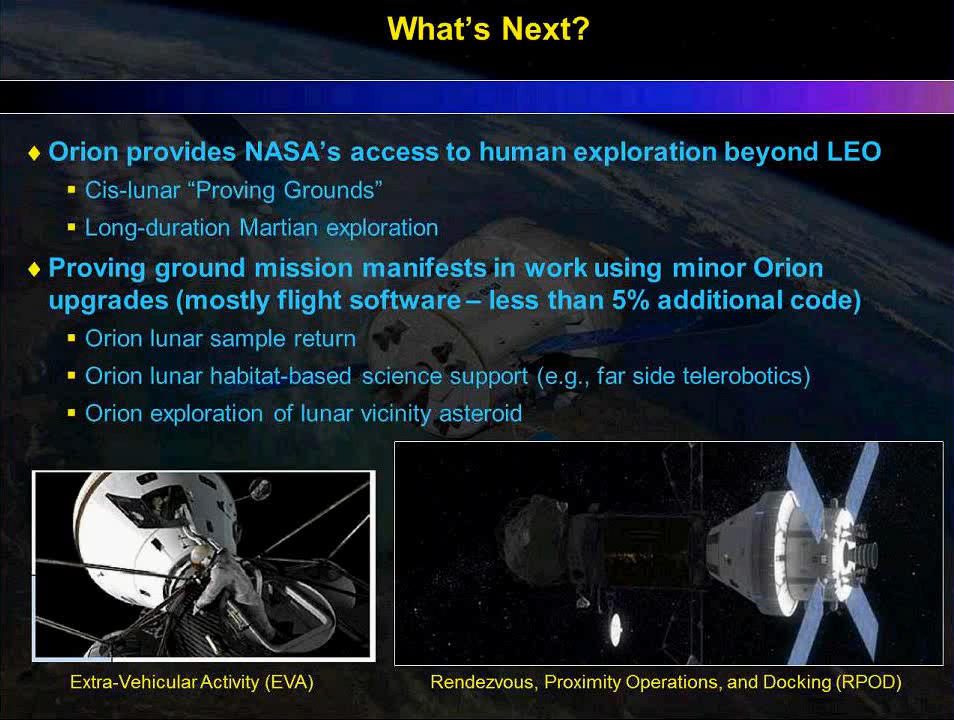 What's Next?
Orion provides NASA's access to human exploration beyond LEO
Cis-lunar “Proving Grounds”
Long-duration Martian exploration
Proving ground mission manifests in work using minor Orion
upgrades (mostly flight software – less than 5% additional code)
Orion lunar sample return
Orion lunar habitat-based science support (e.g., far side telerobotics)
Orion exploration of lunar vicinity asteroid
Extra-Vehicular Activity (EVA)
Rendezvous, Proximity Operations, and Docking (RPOD)